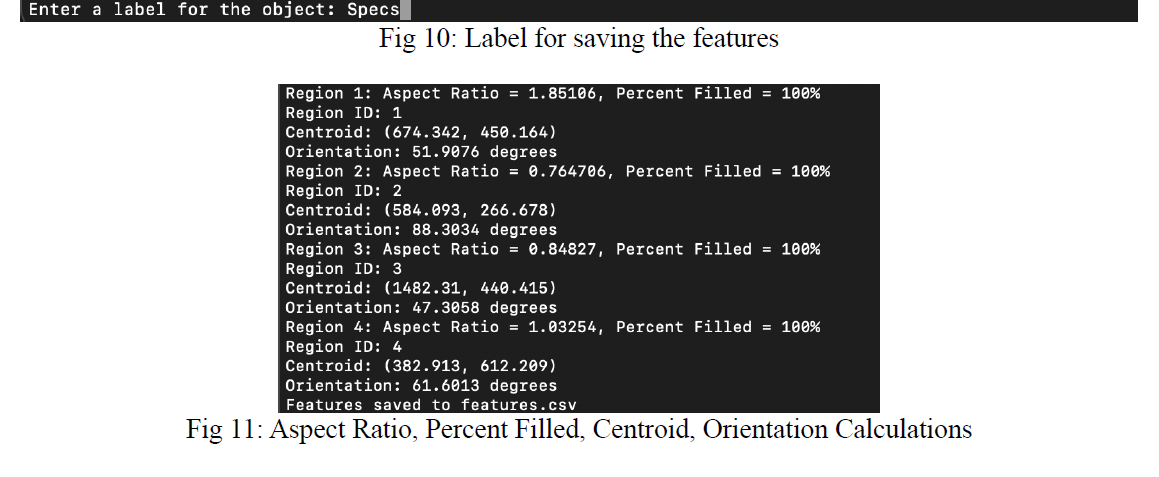 Enter a label for the object: Specs
Fig 10: Label for saving the features
Region 1: Aspect Ratio = 1.85106, Percent Filled = 100%
Region ID: 1
Centroid: (674.342, 450.164)
Orientation: 51.9076 degrees
Region 2: Aspect Ratio = 0.764706, Percent Filled = 100%
Region ID: 2
Centroid: (584.093, 266.678)
Orientation: 88.3034 degrees
Region 3: Aspect Ratio = 0.84827, Percent Filled = 100%
Region ID: 3
Centroid: (1482.31, 440.415)
Orientation: 47.3058 degrees
Region 4: Aspect Ratio = 1.03254, Percent Filled = 100%
Region ID: 4
Centroid: (382.913, 612.209)
Orientation: 61.6013 degrees
Features saved to features.csv
Fig 11: Aspect Ratio, Percent Filled, Centroid, Orientation Calculations